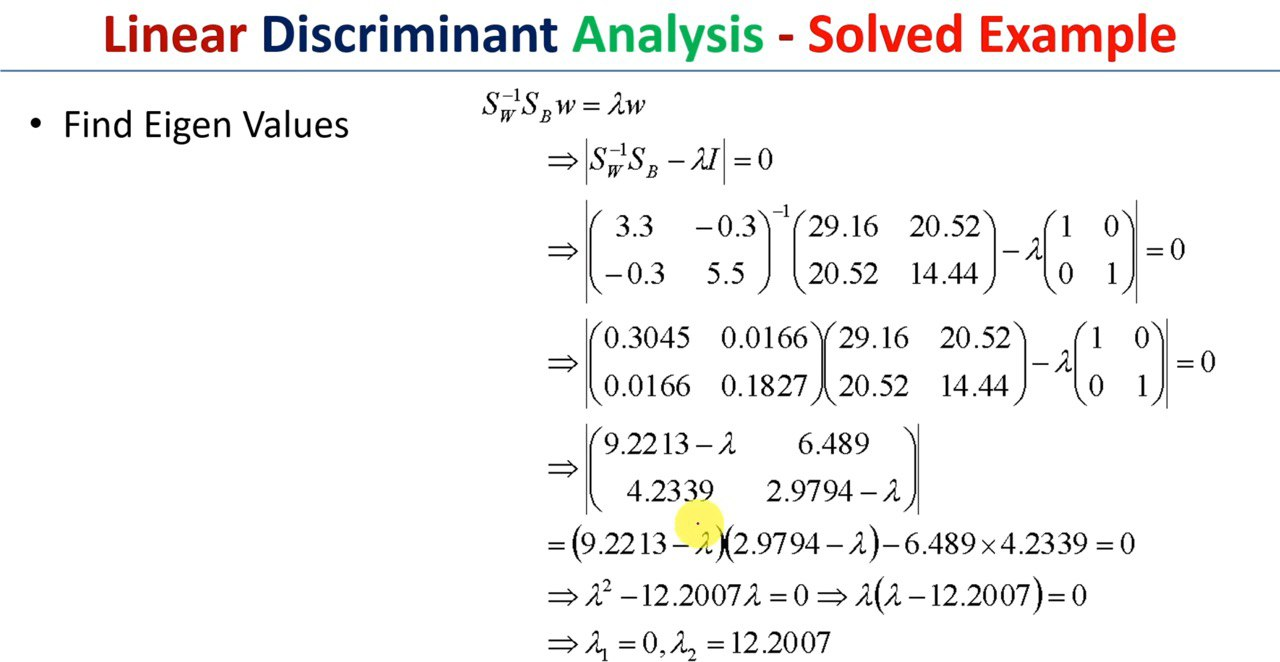 Linear Discriminant Analysis - Solved Example
• Find Eigen Values
S_W^{-1} S_B w = λw
⇒ |S_W^{-1} S_B − λI| = 0
⇒ |(3.3 −0.3; −0.3 5.5)^{-1} (29.16 20.52; 20.52 14.44) − λ(1 0; 0 1)| = 0
⇒ |(0.3045 0.0166; 0.0166 0.1827)(29.16 20.52; 20.52 14.44) − λ(1 0; 0 1)| = 0
⇒ |(9.2213 − λ 6.489; 4.2339 2.9794 − λ)|
= (9.2213 − λ)(2.9794 − λ) − 6.489 × 4.2339 = 0
⇒ λ² − 12.2007λ = 0 ⇒ λ(λ − 12.2007) = 0
⇒ λ₁ = 0, λ₂ = 12.2007